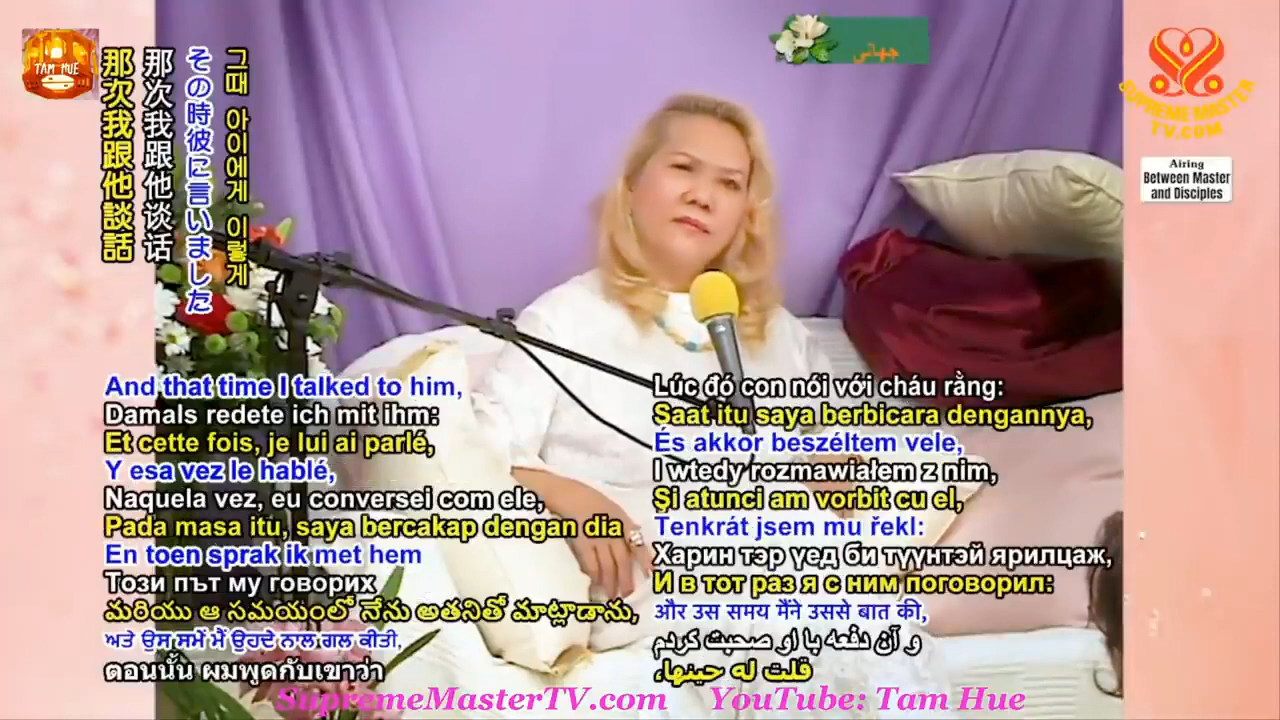 TAM HUE
جهانی
SUPREME MASTER
TV.COM
Airing
Between Master
and Disciples
그때 아이에게 이렇게
その時彼に言いました
那次我跟他谈话
那次我跟他談話
And that time I talked to him,
Damals redete ich mit ihm:
Et cette fois, je lui ai parlé,
Y esa vez le hablé,
Naquela vez, eu conversei com ele,
Pada masa itu, saya bercakap dengan dia
En toen sprak ik met hem
Този път му говорих
మరియు ఆ సమయంలో నేను అతనితో మాట్లాడాను,
ਅਤੇ ਉਸ ਸਮੇਂ ਮੈਂ ਉਹਦੇ ਨਾਲ ਗਲ ਕੀਤੀ,
ตอนนั้น ผมพูดกับเขาว่า
Lúc đó con nói với cháu rằng:
Saat itu saya berbicara dengannya,
És akkor beszéltem vele,
I wtedy rozmawiałem z nim,
Şi atunci am vorbit cu el,
Tenkrát jsem mu řekl:
Харин тэр үед би түүнтэй ярилцаж,
И в тот раз я с ним поговорил:
और उस समय मैंने उससे बात की,
و آن دفعه با او صحبت کردم
قلت له حينها،
SupremeMasterTV.com YouTube: Tam Hue